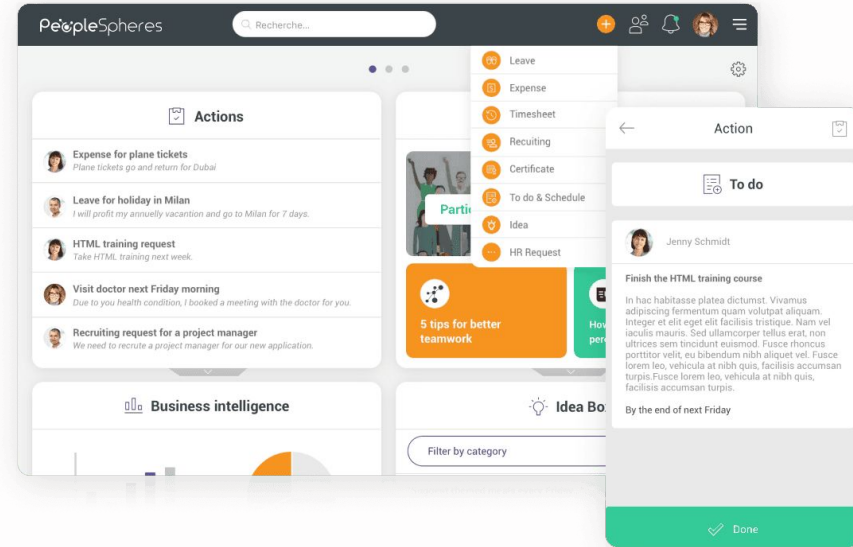 PeopleSpheres
Recherche...
Leave
Expense
Timesheet
Recuiting
Certificate
To do & Schedule
Idea
HR Request
Actions
Expense for plane tickets
Plane tickets go and return for Dubai
Leave for holiday in Milan
I will profit my annuelly vacantion and go to Milan for 7 days.
HTML training request
Take HTML training next week.
Visit doctor next Friday morning
Due to you health condition, I booked a meeting with the doctor for you.
Recruiting request for a project manager
We need to recrute a project manager for our new application.
Parti
5 tips for better
teamwork
How
per
Business intelligence
Idea Bo
Filter by category
Action
To do
Jenny Schmidt
Finish the HTML training course
In hac habitasse platea dictumst. Vivamus
adipiscing fermentum quam volutpat aliquam.
Integer et elit eget elit facilisis tristique. Nam vel
iaculis mauris. Sed ullamcorper tellus erat, non
ultrices sem tincidunt euismod. Fusce rhoncus
porttitor velit, eu bibendum nibh aliquet vel. Fusce
lorem leo, vehicula at nibh quis, facilisis accumsan
turpis.Fusce lorem leo, vehicula at nibh quis,
facilisis accumsan turpis.
By the end of next Friday
Done